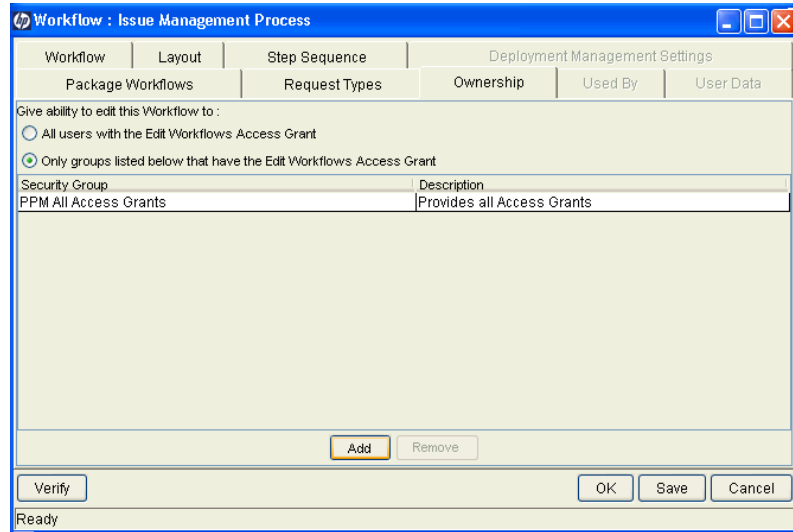 hp Workflow : Issue Management Process
Workflow Layout Step Sequence Deployment Management Settings
Package Workflows Request Types Ownership Used By User Data
Give ability to edit this Workflow to :
All users with the Edit Workflows Access Grant
Only groups listed below that have the Edit Workflows Access Grant
Security Group Description
PPM All Access Grants Provides all Access Grants
Add Remove
Verify OK Save Cancel
Ready